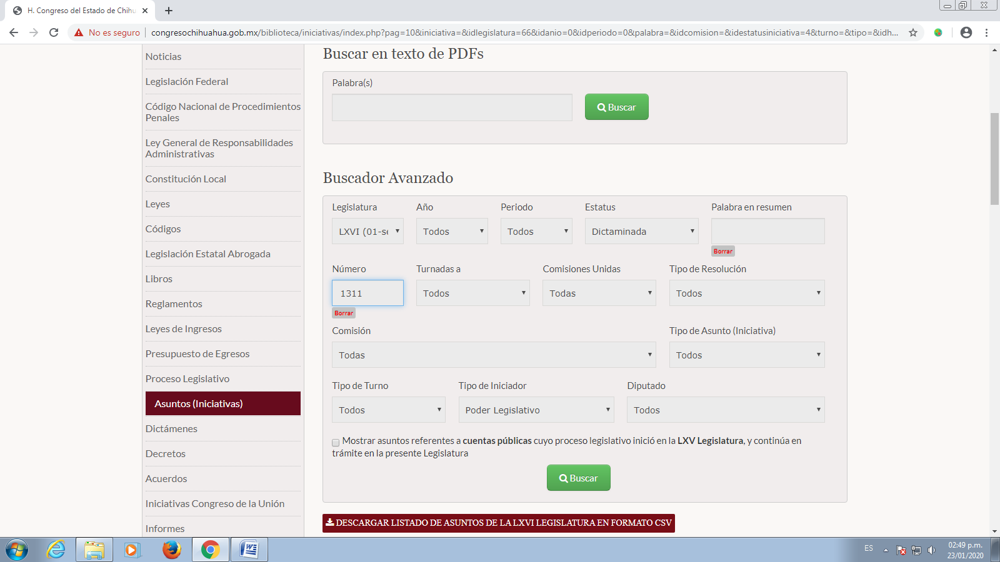 H. Congreso del Estado de Chihu
No es seguro
congresochihuahua.gob.mx/biblioteca/iniciativas/index.php?pag=10&iniciativa=&idlegislatura=66&idanio=0&idperiodo=0&palabra=&idcomision=&idestatusiniciativa=4&turno=&tipo=&idh...
Noticias
Legislación Federal
Código Nacional de Procedimientos
Penales
Ley General de Responsabilidades
Administrativas
Constitución Local
Leyes
Códigos
Legislación Estatal Abrogada
Libros
Reglamentos
Leyes de Ingresos
Presupuesto de Egresos
Proceso Legislativo
Asuntos (Iniciativas)
Dictámenes
Decretos
Acuerdos
Iniciativas Congreso de la Unión
Informes
Buscar en texto de PDFs
Palabra(s)
Buscar
Buscador Avanzado
Legislatura Año Periodo Estatus Palabra en resumen
LXVI (01-se Todos Todos Dictaminada
Borrar
Número Turnadas a Comisiones Unidas Tipo de Resolución
1311 Todos Todas Todos
Borrar
Comisión Tipo de Asunto (Iniciativa)
Todas Todos
Tipo de Turno Tipo de Iniciador Diputado
Todos Poder Legislativo Todos
Mostrar asuntos referentes a cuentas públicas cuyo proceso legislativo inició en la LXV Legislatura, y continúa en
trámite en la presente Legislatura
Buscar
DESCARGAR LISTADO DE ASUNTOS DE LA LXVI LEGISLATURA EN FORMATO CSV
ES
02:49 p.m.
23/01/2020